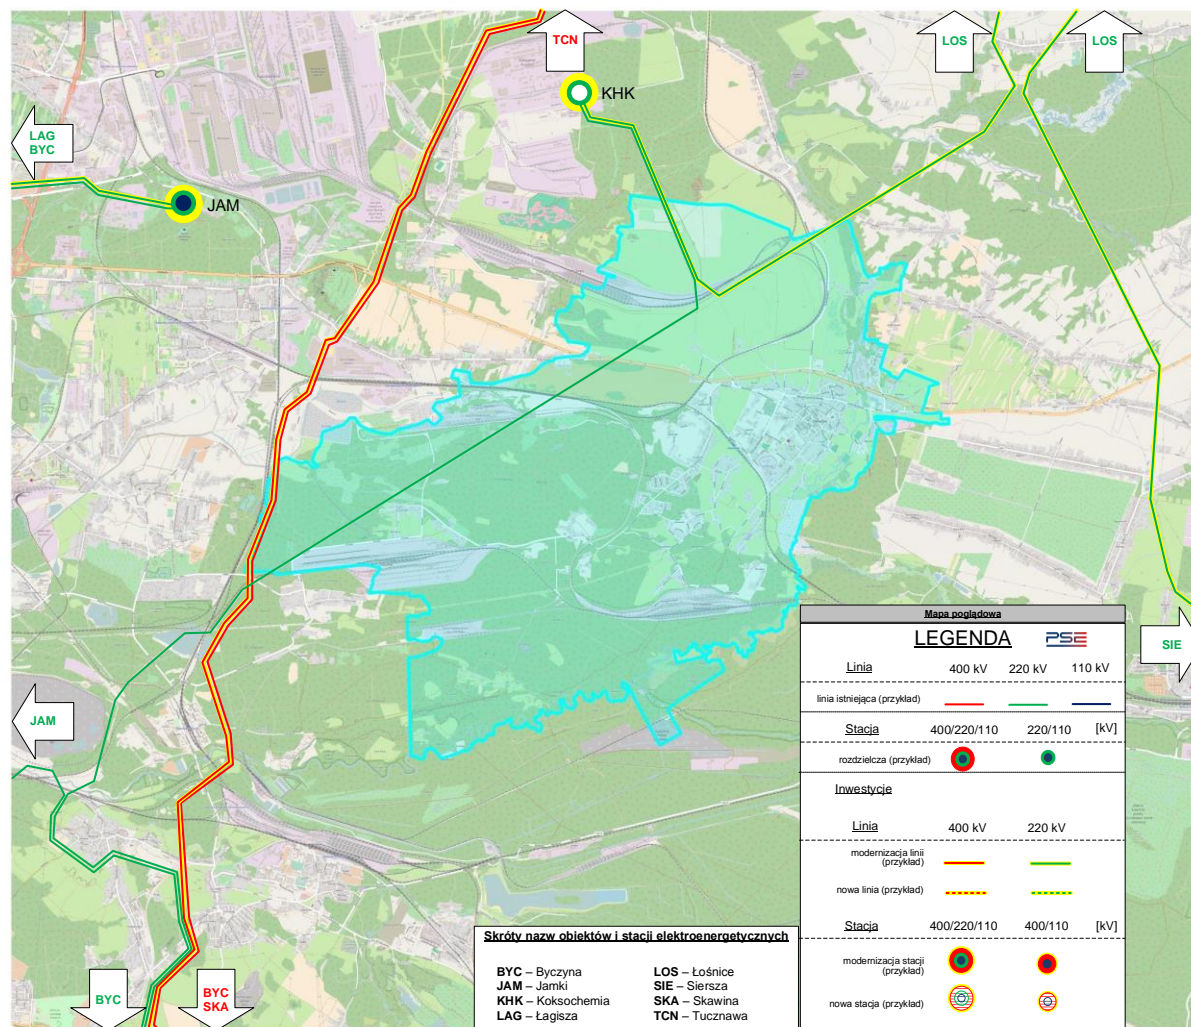 TCN
LOS
LOS
KHK
LAG
BYC
JAM
SIE
JAM
BYC
BYC
SKA
Mapa poglądowa
LEGENDA PSE
Linia 400 kV 220 kV 110 kV
linia istniejąca (przykład)
Stacja 400/220/110 220/110 [kV]
rozdzielcza (przykład)
Inwestycje
Linia 400 kV 220 kV
modernizacja linii
(przykład)
nowa linia (przykład)
Stacja 400/220/110 400/110 [kV]
modernizacja stacji
(przykład)
nowa stacja (przykład)
Skróty nazw obiektów i stacji elektroenergetycznych
BYC – Byczyna LOS – Łośnice
JAM – Jamki SIE – Siersza
KHK – Koksochemia SKA – Skawina
LAG – Łagisza TCN – Tucznawa